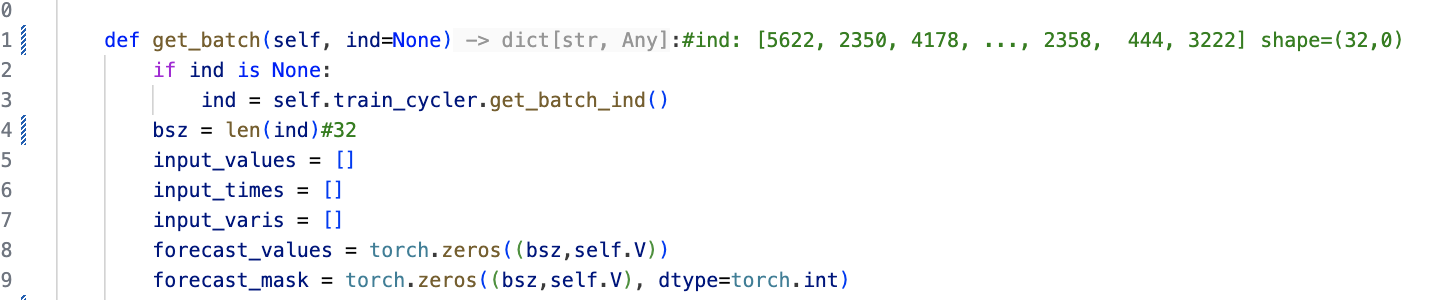 0
1 def get_batch(self, ind=None) -> dict[str, Any]:#ind: [5622, 2350, 4178, ..., 2358,  444, 3222] shape=(32,0)
2 if ind is None:
3 ind = self.train_cycler.get_batch_ind()
4 bsz = len(ind)#32
5 input_values = []
6 input_times = []
7 input_varis = []
8 forecast_values = torch.zeros((bsz,self.V))
9 forecast_mask = torch.zeros((bsz,self.V), dtype=torch.int)